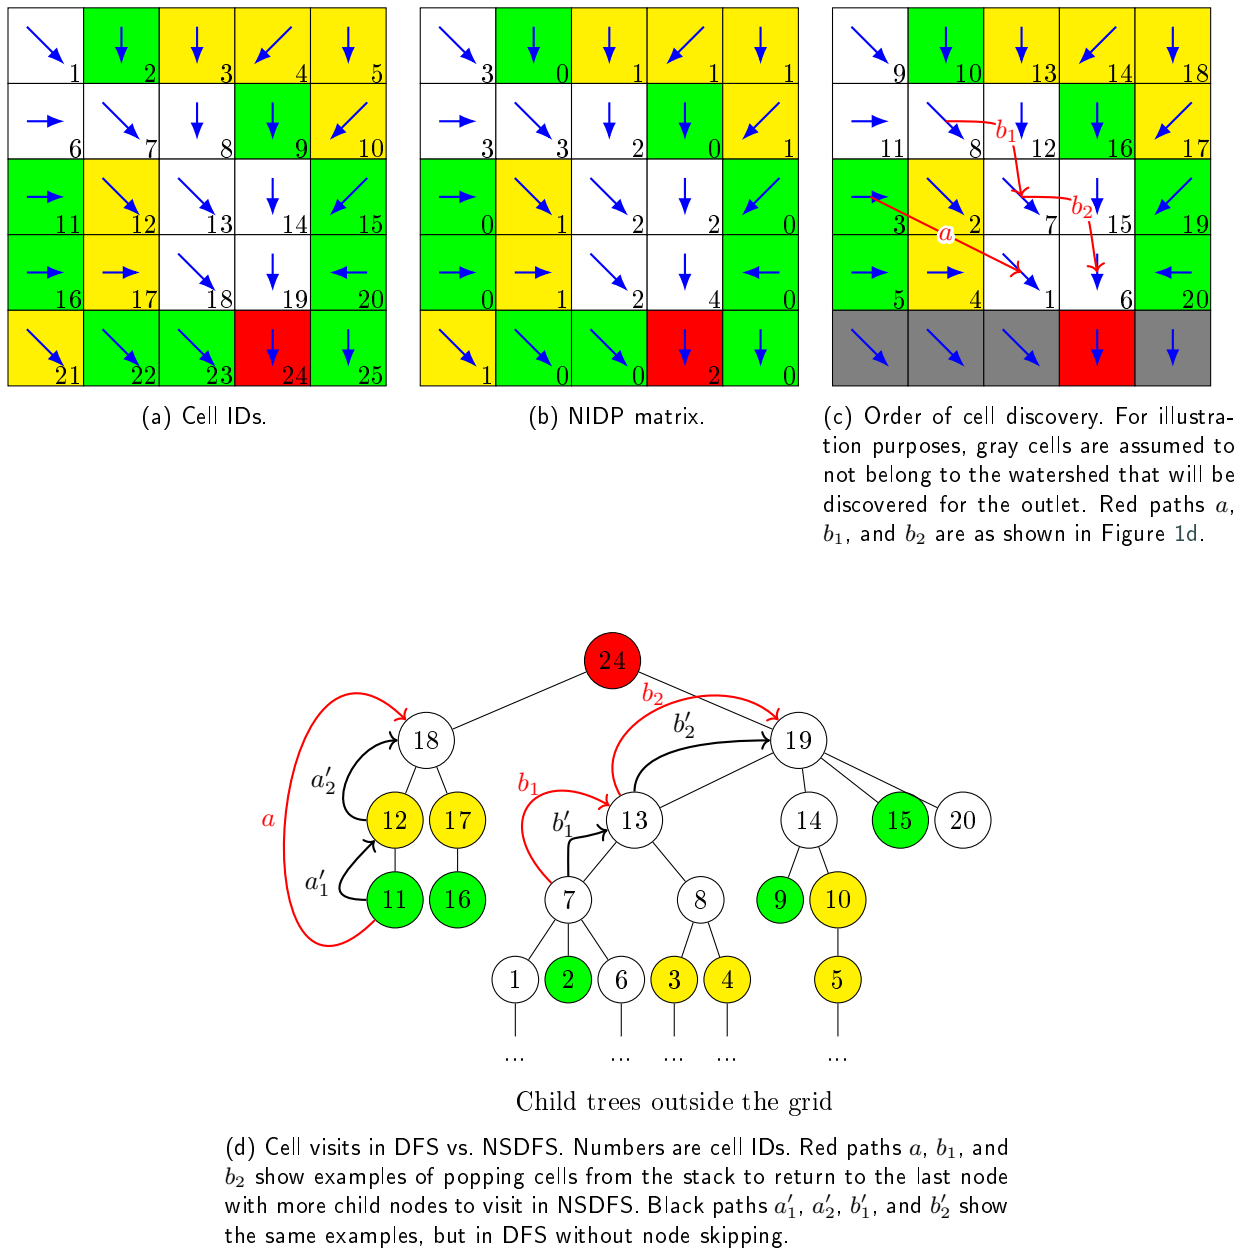 1 2 3 4 5
6 7 8 9 10
11 12 13 14 15
16 17 18 19 20
21 22 23 24 25
(a) Cell IDs.
3 0 1 1 1
3 3 2 0 1
0 1 2 2 0
0 1 2 4 0
1 0 0 2 0
(b) NIDP matrix.
9 10 13 14 18
11 8 b₁ 12 16 17
3 2 7 b₂ 15 19
a
5 4 1 6 20
(c) Order of cell discovery. For illustra-
tion purposes, gray cells are assumed to
not belong to the watershed that will be
discovered for the outlet. Red paths a,
b₁, and b₂ are as shown in Figure 1d.
24
b₂
18 b′₂ 19
a′₂ b₁
a 12 17 b′₁ 13 14 15 20
a′₁ 11 16 7 8 9 10
1 2 6 3 4 5
... ... ... ... ...
Child trees outside the grid
(d) Cell visits in DFS vs. NSDFS. Numbers are cell IDs. Red paths a, b₁, and
b₂ show examples of popping cells from the stack to return to the last node
with more child nodes to visit in NSDFS. Black paths a′₁, a′₂, b′₁, and b′₂ show
the same examples, but in DFS without node skipping.